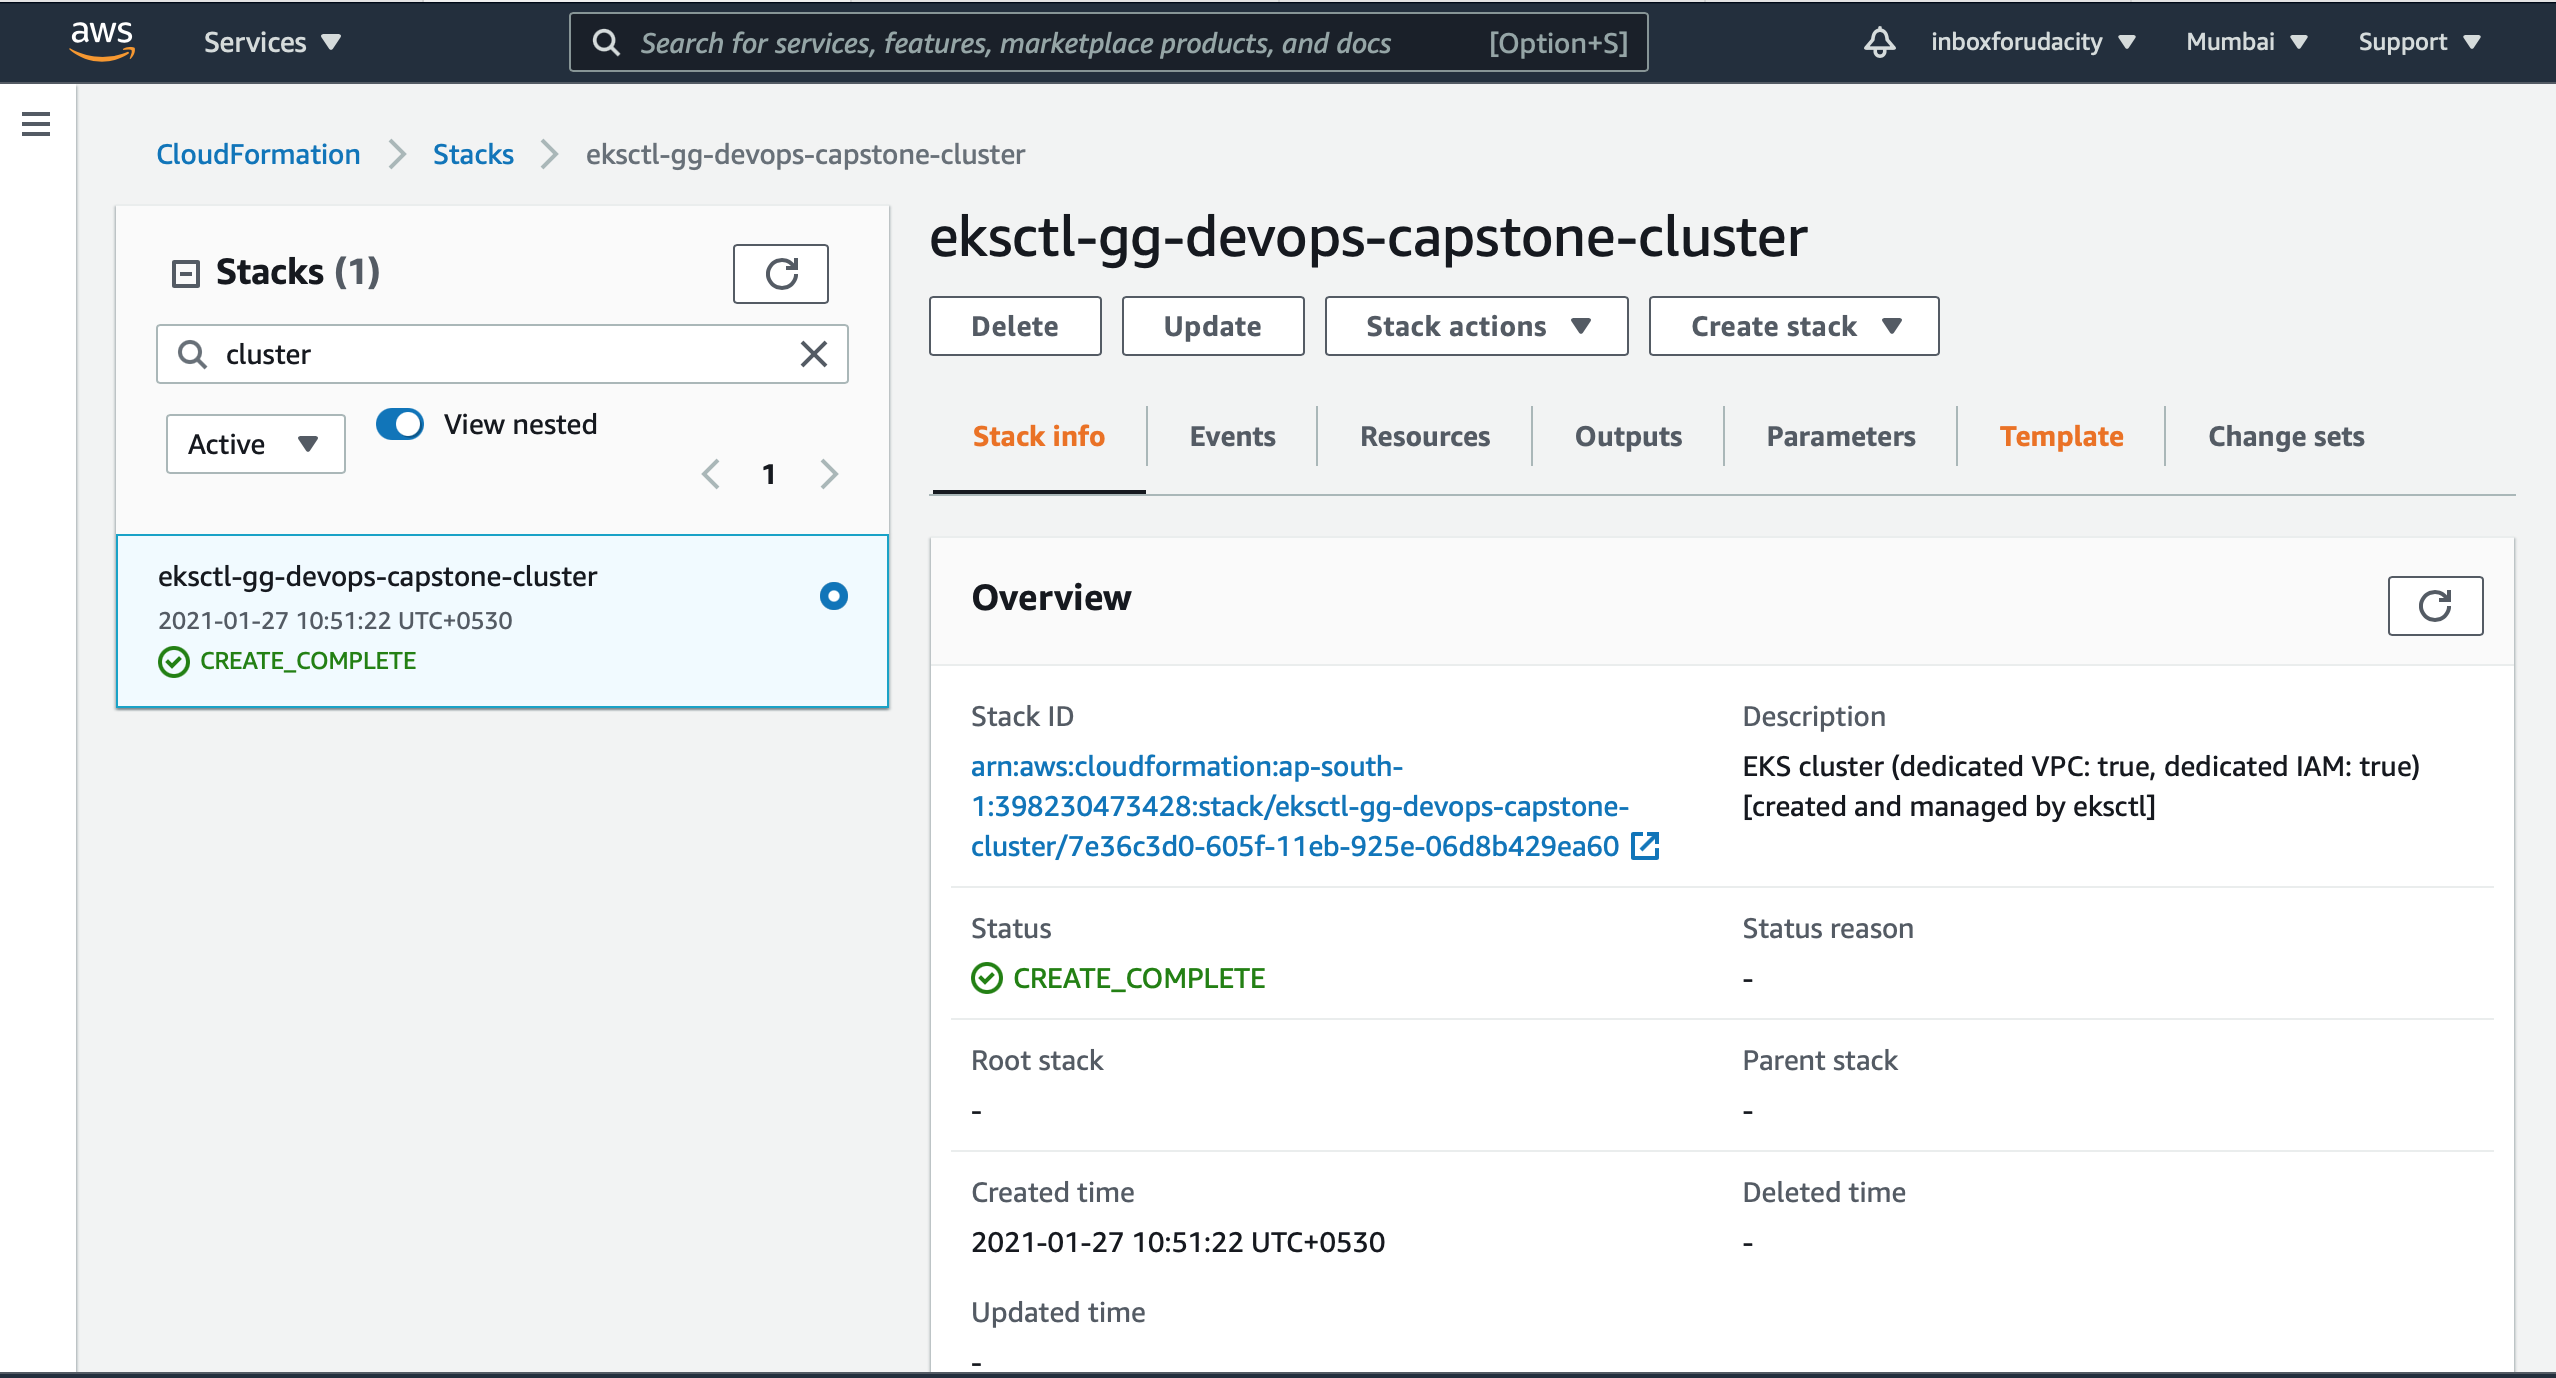 aws
Services
Search for services, features, marketplace products, and docs
[Option+S]
inboxforudacity
Mumbai
Support
CloudFormation
Stacks
eksctl-gg-devops-capstone-cluster
Stacks (1)
cluster
Active
View nested
1
eksctl-gg-devops-capstone-cluster
2021-01-27 10:51:22 UTC+0530
CREATE_COMPLETE
eksctl-gg-devops-capstone-cluster
Delete
Update
Stack actions
Create stack
Stack info
Events
Resources
Outputs
Parameters
Template
Change sets
Overview
Stack ID
arn:aws:cloudformation:ap-south-
1:398230473428:stack/eksctl-gg-devops-capstone-
cluster/7e36c3d0-605f-11eb-925e-06d8b429ea60
Description
EKS cluster (dedicated VPC: true, dedicated IAM: true)
[created and managed by eksctl]
Status
CREATE_COMPLETE
Status reason
-
Root stack
-
Parent stack
-
Created time
2021-01-27 10:51:22 UTC+0530
Deleted time
-
Updated time
-